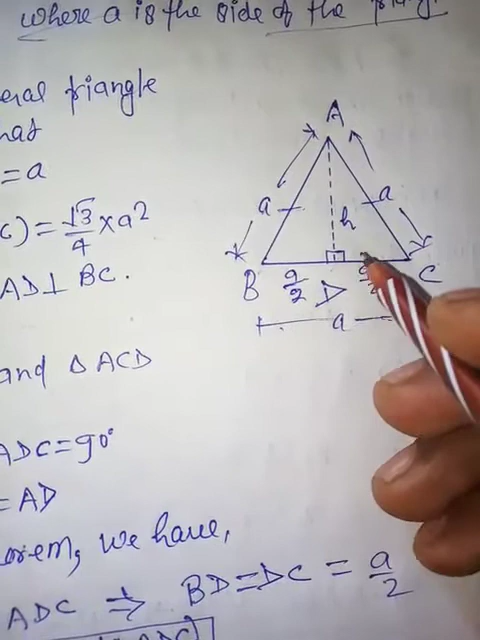 where a is the side of the
eral triangle
hat
= a
c) = √3/4 × a²
AD ⊥ BC.
and △ ACD
ADC = 90°
= AD
orem, we have,
ADC ⇒ BD = DC = a/2
A
a
a
h
B a/2 D C
a